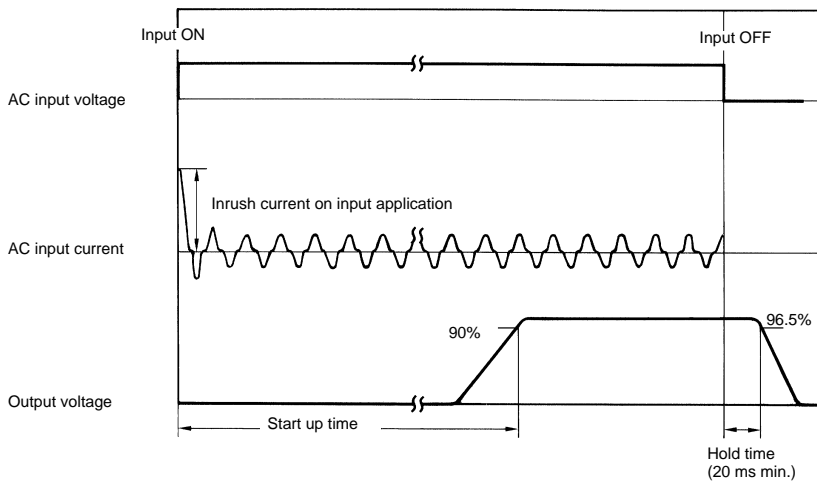 Input ON
Input OFF
AC input voltage
Inrush current on input application
AC input current
90%
96.5%
Output voltage
Start up time
Hold time
(20 ms min.)